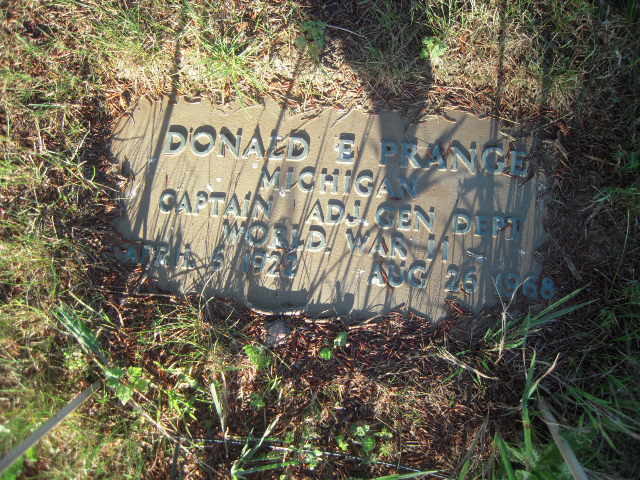 DONALD E PRANGE
MICHIGAN
CAPTAIN ADJ GEN DEPT
WORLD WAR II
APRIL 5 1922 AUG 26 1968